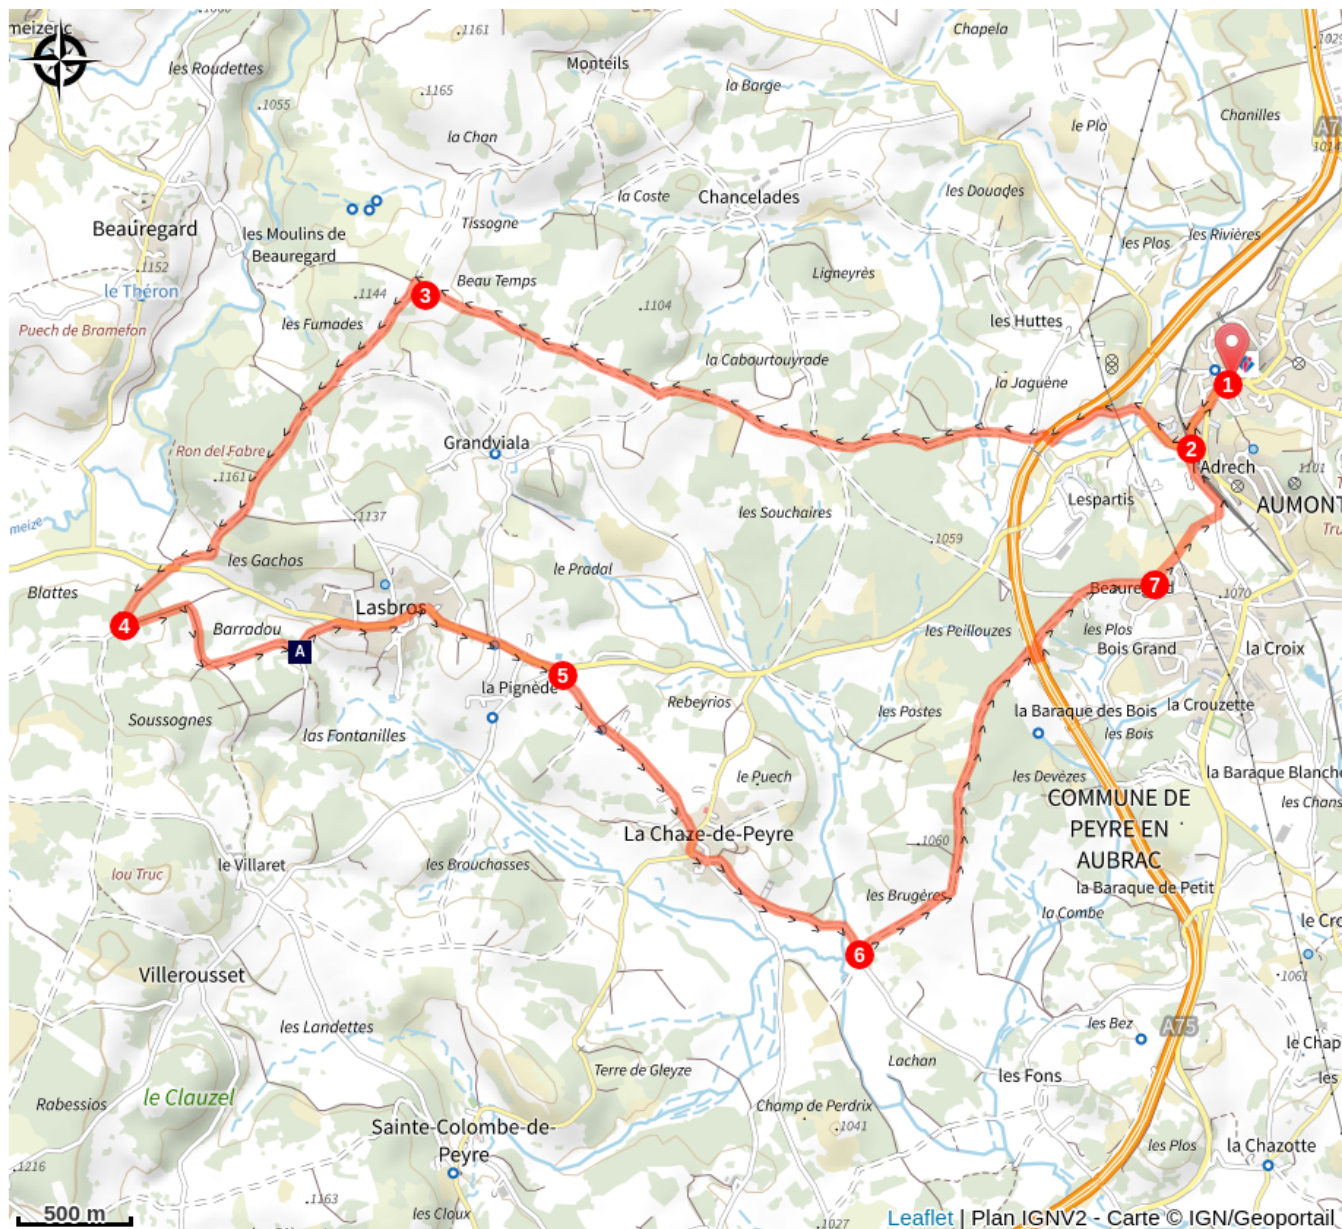 .1161
Chapela
les Roudettes
Monteils
.1165
la Barge
.1055
Chanilles
le Plo
la Chan
la Coste
Chancelades
les Douades
Tissogne
Beauregard
les Moulins de
Beauregard
les Plos
les Rivières
.1152
le Théron
.1144
3
Beau Temps
Ligneyrès
.1104
Puech de Bramefon
les Fumades
les Huttes
la Cabourtouyrade
la Jaguène
1
Ron del Fabre
Grandviala
2
l'Adrech
1101
.1161
Lespartis
AUMONT
les Souchaires
.1137
.1059
les Gachos
le Pradal
Blattes
Lasbros
7
1070
4
Barradou
A
les Peillouzes
les Plos
Bois Grand
la Croix
5
la Pignède
Rebeyrios
les Postes
la Crouzette
la Baraque des Bois
Soussognes
las Fontanilles
les Bois
le Puech
les Devèzes
la Baraque Blanche
COMMUNE DE
PEYRE EN
AUBRAC
La Chaze-de-Peyre
.1060
le Villaret
les Brouchasses
lou Truc
les Brugères
la Baraque de Petit
la Combe
6
Villerousset
.1061
les Landettes
les Bez
A75
Lachan
Terre de Gleyze
les Fons
le Clauzel
Rabessios
Champ de Perdrix
.1041
Sainte-Colombe-de-
Peyre
les Plos
la Chazotte
.1216
.1163
les Cloux
.1027
500 m
Leaflet | Plan IGNV2 - Carte © IGN/Geoportail